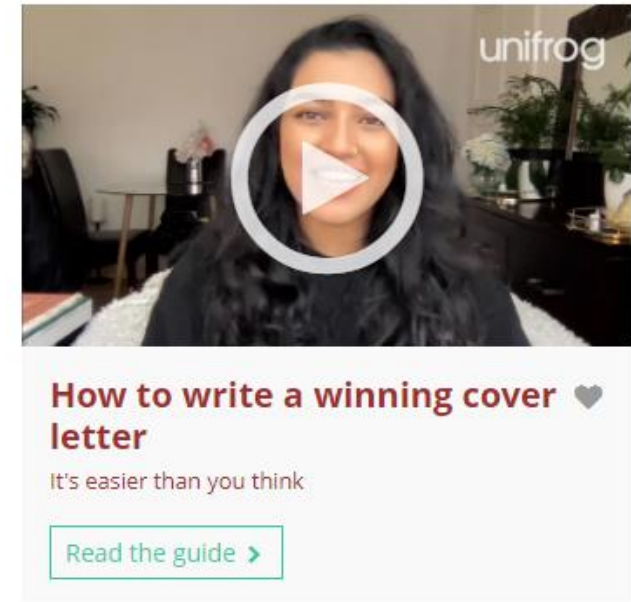 unifrog
How to write a winning cover
letter
It's easier than you think
Read the guide >